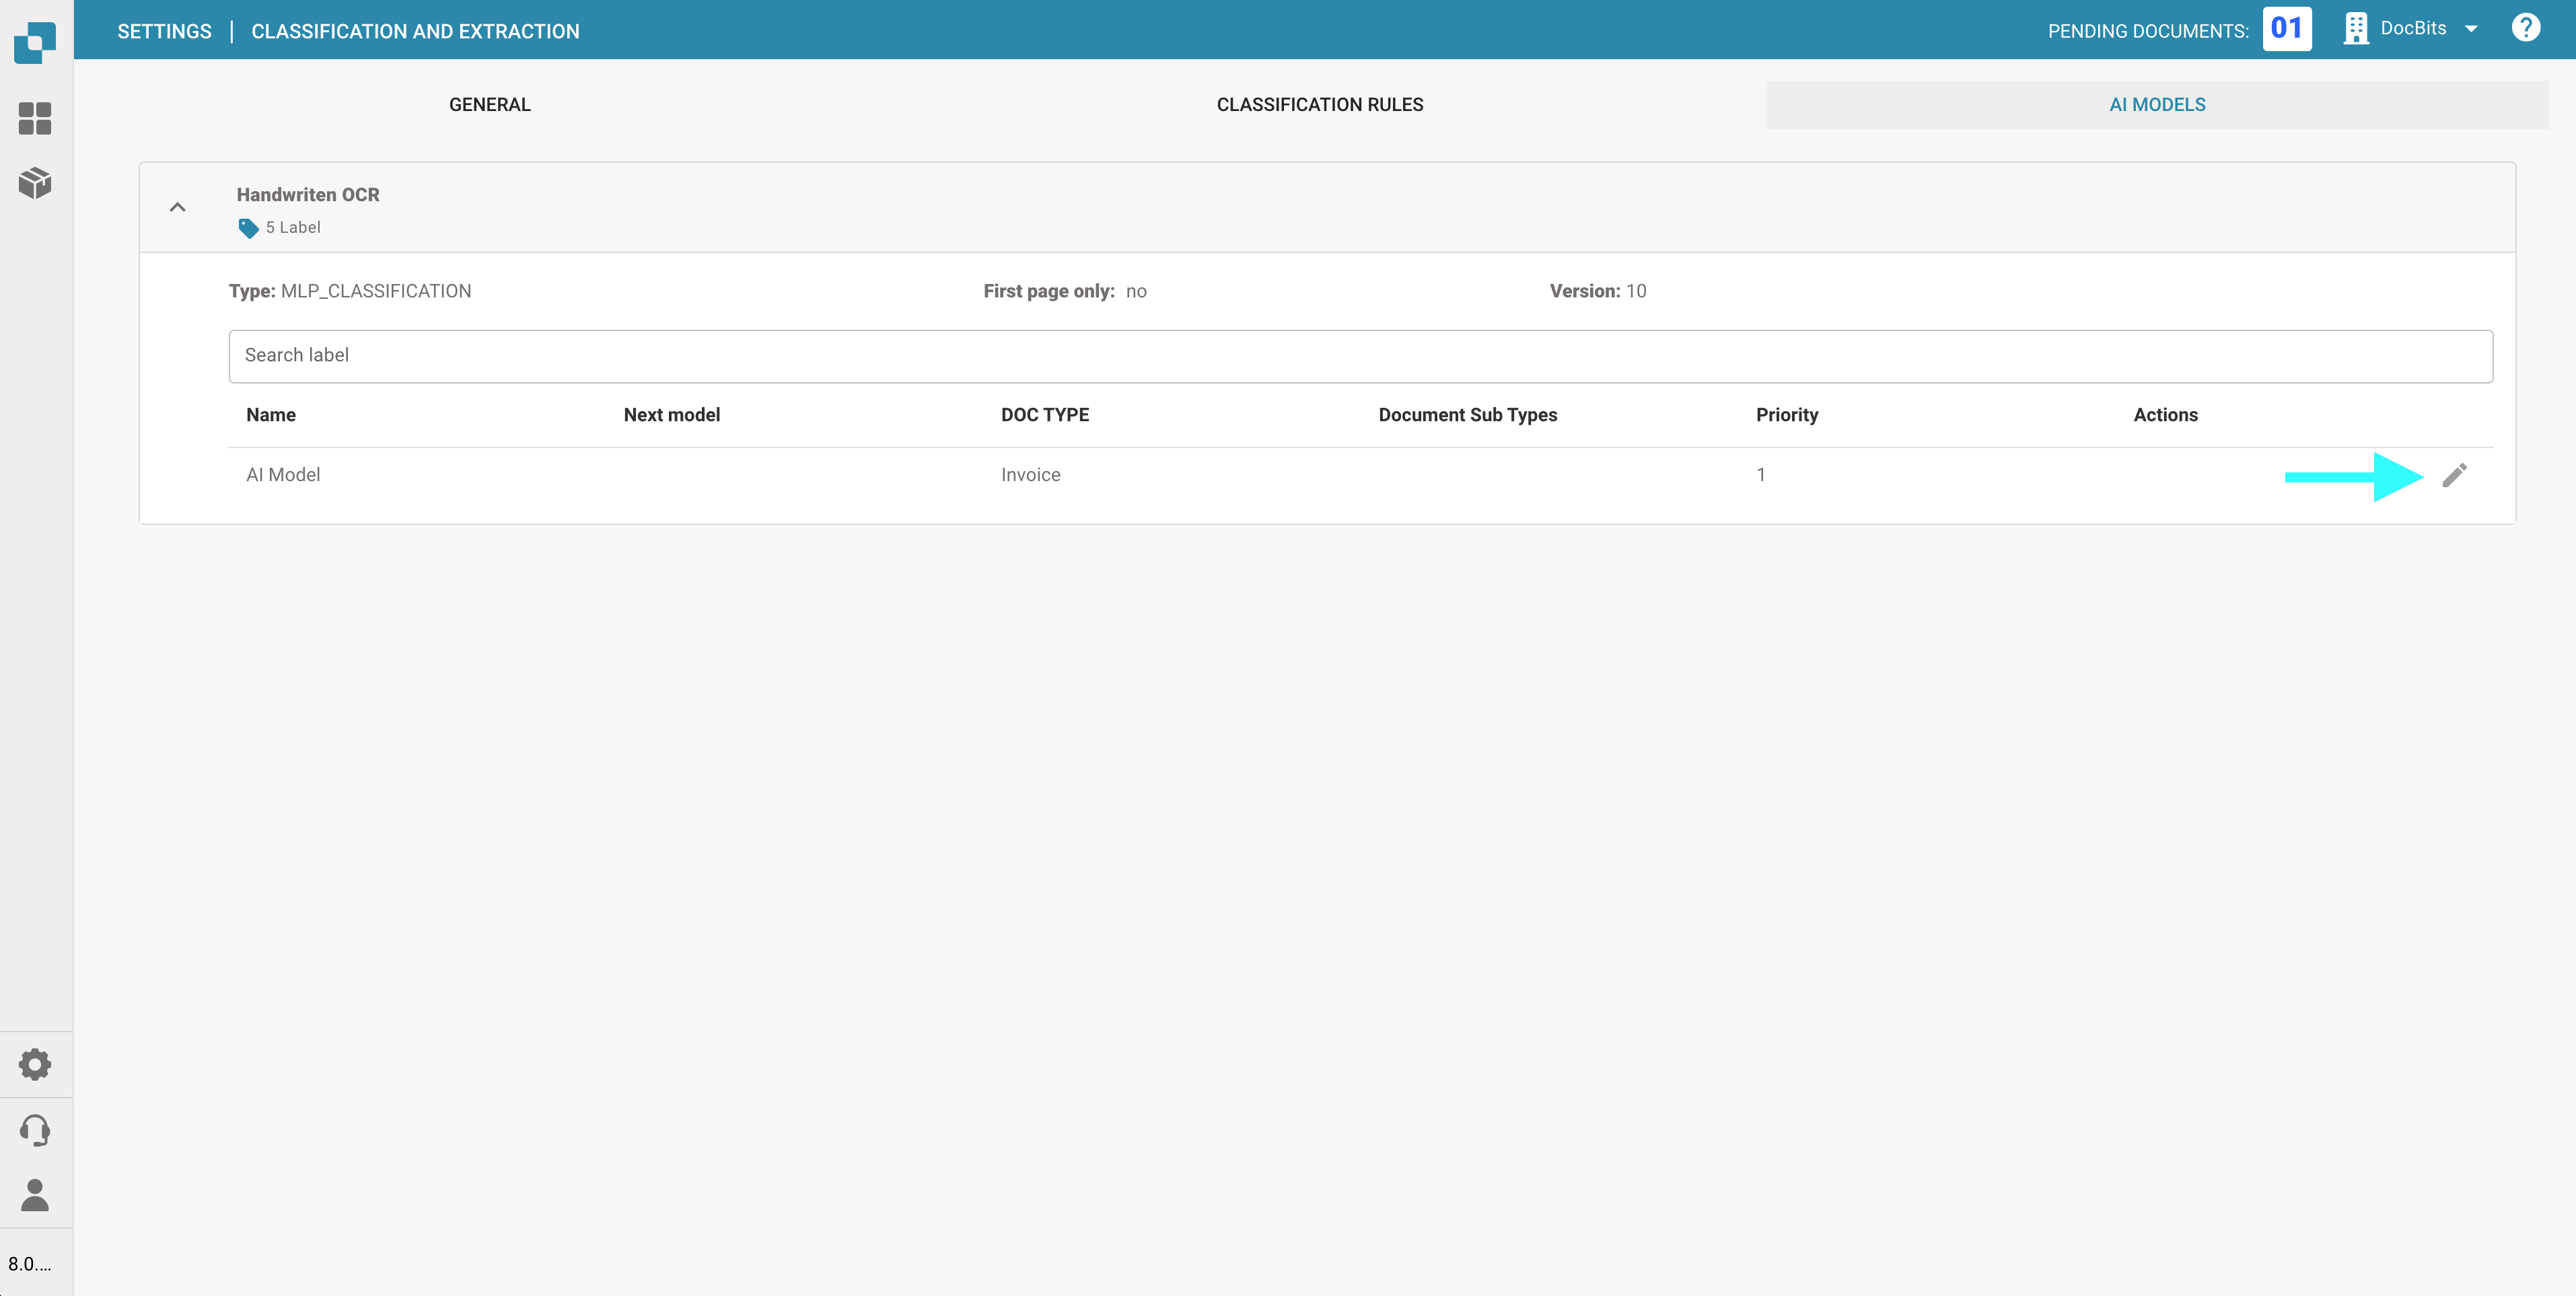 SETTINGS | CLASSIFICATION AND EXTRACTION
PENDING DOCUMENTS: 01 DocBits ?
GENERAL CLASSIFICATION RULES AI MODELS
Handwriten OCR
5 Label
Type: MLP_CLASSIFICATION First page only: no Version: 10
Search label
Name Next model DOC TYPE Document Sub Types Priority Actions
AI Model Invoice 1
8.0....